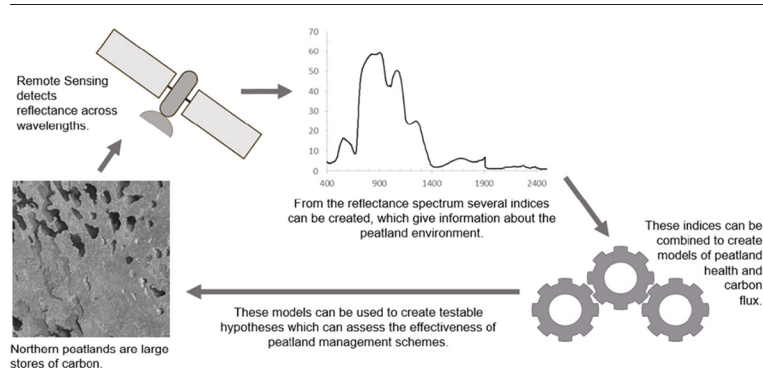 Remote Sensing
detects
reflectance across
wavelengths.
70
60
50
40
30
20
10
0
400 900 1400 1900 2400
From the reflectance spectrum several indices
can be created, which give information about the
peatland environment.
These indices can be
combined to create
models of peatland
health and
carbon
flux.
These models can be used to create testable
hypotheses which can assess the effectiveness of
peatland management schemes.
Northern peatlands are large
stores of carbon.